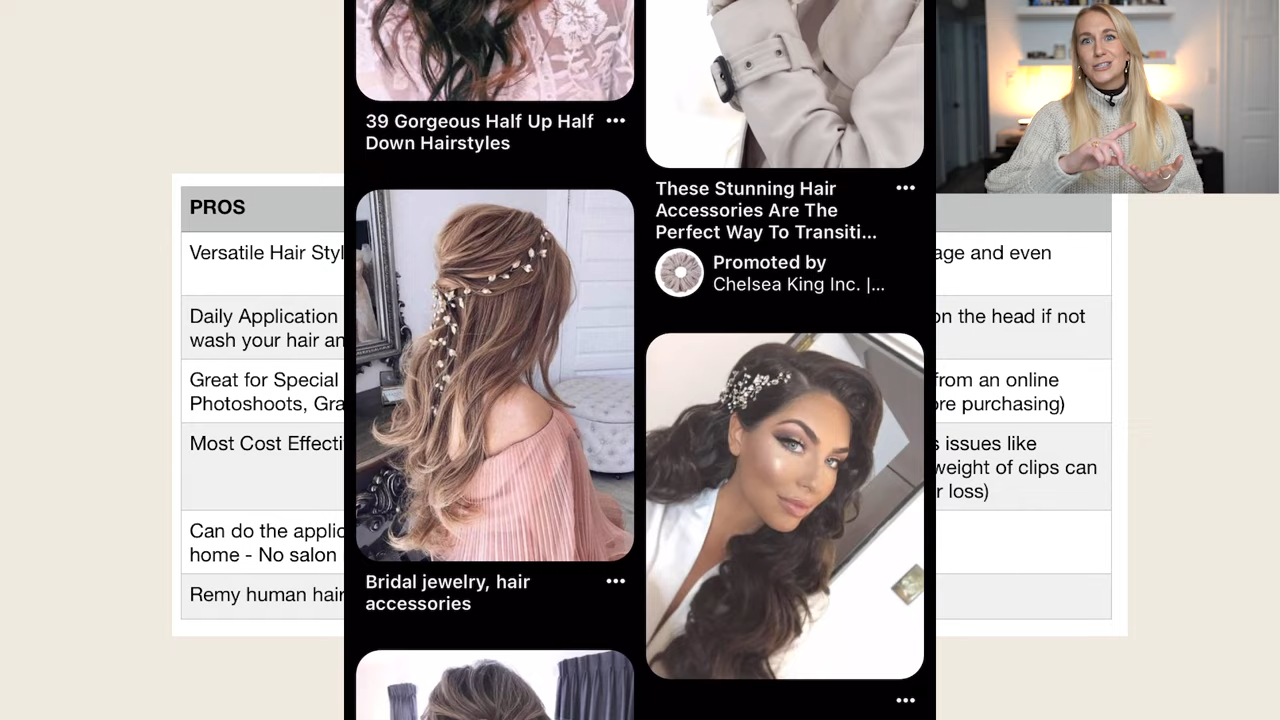 PROS
Versatile Hair Styl
Daily Application
wash your hair an
Great for Special
Photoshoots, Gra
Most Cost Effecti
Can do the applic
home - No salon
Remy human hair
39 Gorgeous Half Up Half
Down Hairstyles
Bridal jewelry, hair
accessories
These Stunning Hair
Accessories Are The
Perfect Way To Transiti...
Promoted by
Chelsea King Inc. |...
age and even
on the head if not
from an online
ore purchasing)
s issues like
weight of clips can
r loss)